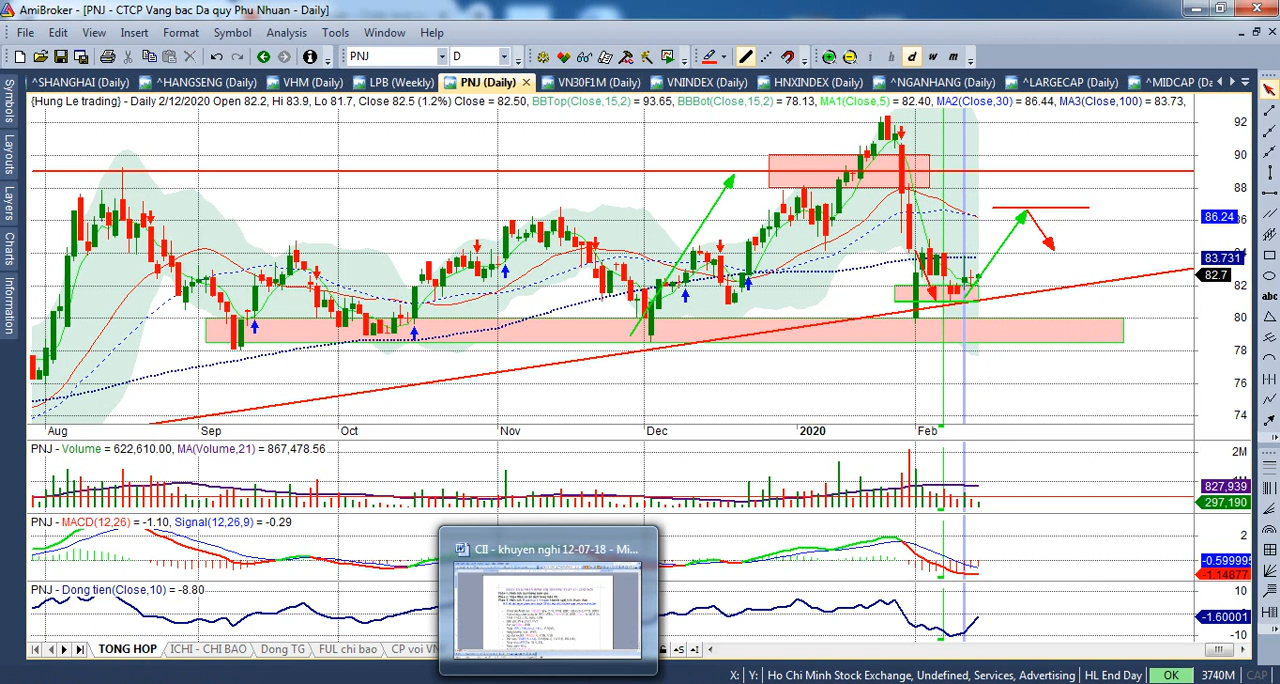 AmiBroker - [PNJ - CTCP Vang bac Da quy Phu Nhuan - Daily]
File Edit View Insert Format Symbol Analysis Tools Window Help
PNJ D i h d w m
^SHANGHAI (Daily) ^HANGSENG (Daily) VHM (Daily) LPB (Weekly) PNJ (Daily) VN30F1M (Daily) VNINDEX (Daily) HNXINDEX (Daily) ^NGANHANG (Daily) ^LARGECAP (Daily) ^MIDCAP (Da
Symbols
Layouts
Layers
Charts
Information
abc
{Hung Le trading} - Daily 2/12/2020 Open 82.2, Hi 83.9, Lo 81.7, Close 82.5 (1.2%) Close = 82.50, BBTop(Close,15,2) = 93.65, BBBot(Close,15,2) = 78.13, MA1(Close,5) = 82.40, MA2(Close,30) = 86.44, MA3(Close,100) = 83.73,
92
90
88
86.24
84
83.731
82.7
82
80
78
76
74
Aug Sep Oct Nov Dec 2020 Feb
PNJ - Volume = 622,610.00, MA(Volume,21) = 867,478.56
2M
827,939
297,190
PNJ - MACD(12,26) = -1.10, Signal(12,26,9) = -0.29
2
-0.599995
-1.14877
PNJ - Dong tien(Close,10) = -8.80
10
-1.60001
-10
CII - khuyen nghi 12-07-18 - Mi...
TONG HOP ICHI - CHI BAO Dong TG FUL chi bao CP voi VN
X: Y: Ho Chi Minh Stock Exchange, Undefined, Services, Advertising HL End Day OK 3740M CAP